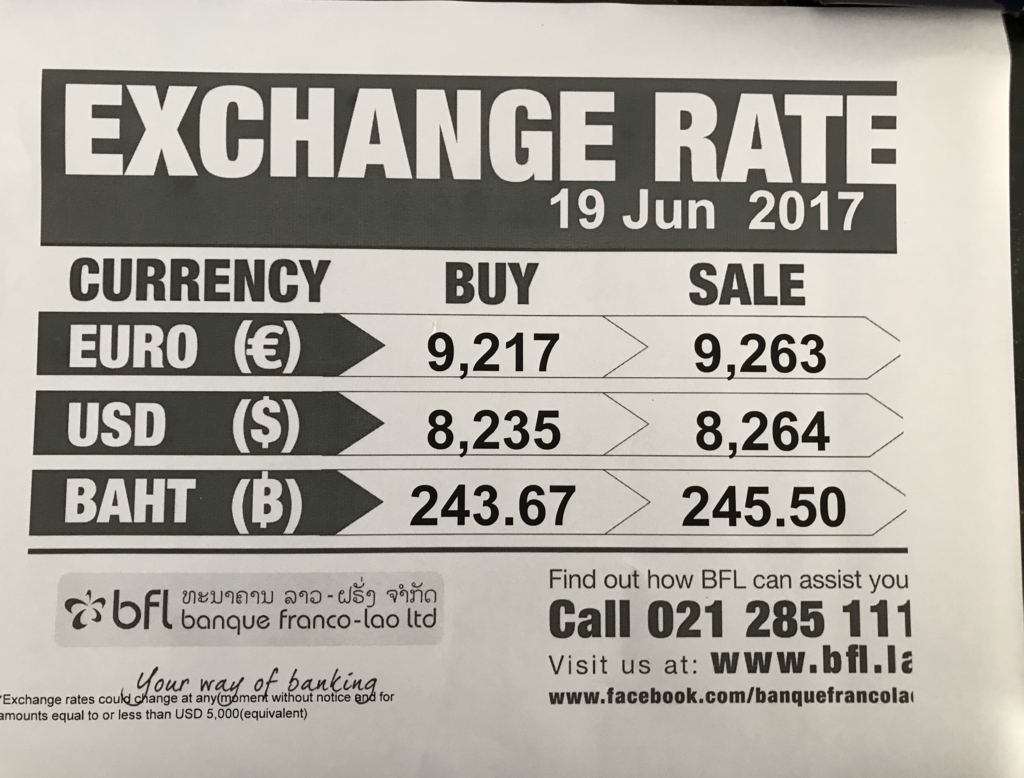 EXCHANGE RATE
19 Jun 2017
CURRENCY BUY SALE
EURO (€) 9,217 9,263
USD ($) 8,235 8,264
BAHT (฿) 243.67 245.50
bfl ທະນາຄານ ລາວ-ຝຣັ່ງ ຈຳກັດ
banque franco-lao ltd
Your way of banking
*Exchange rates could change at any moment without notice and for
amounts equal to or less than USD 5,000(equivalent)
Find out how BFL can assist you
Call 021 285 111
Visit us at: www.bfl.la
www.facebook.com/banquefrancola